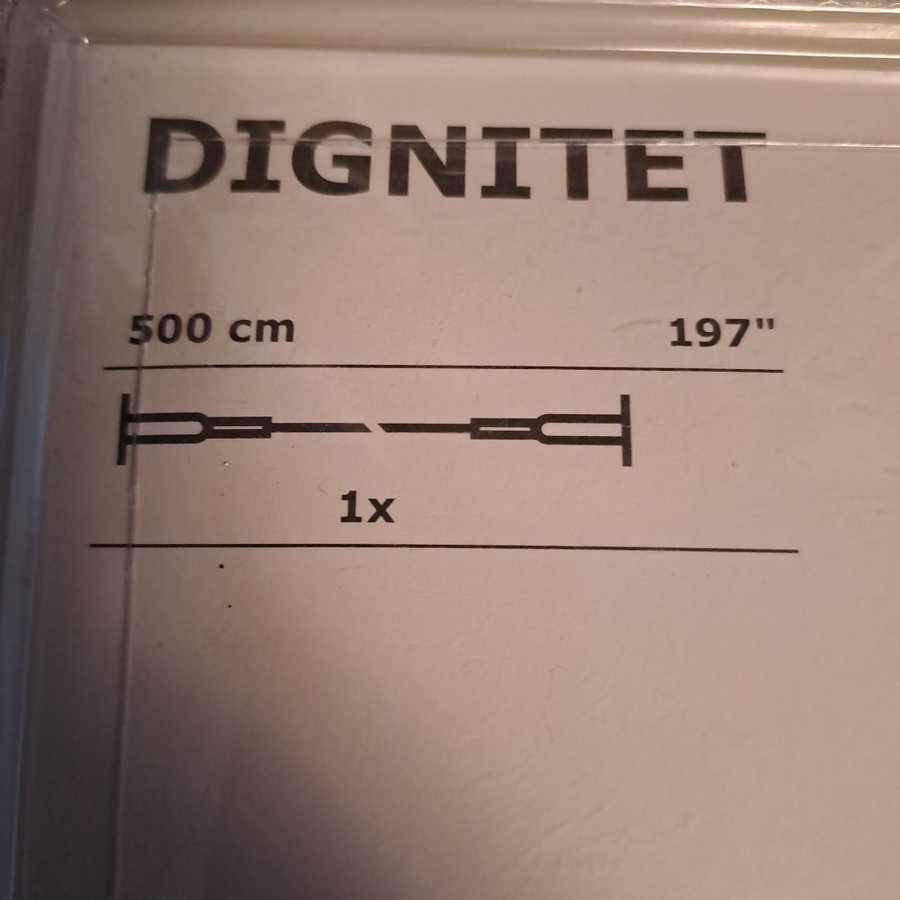 DIGNITET
500 cm 197"
1x